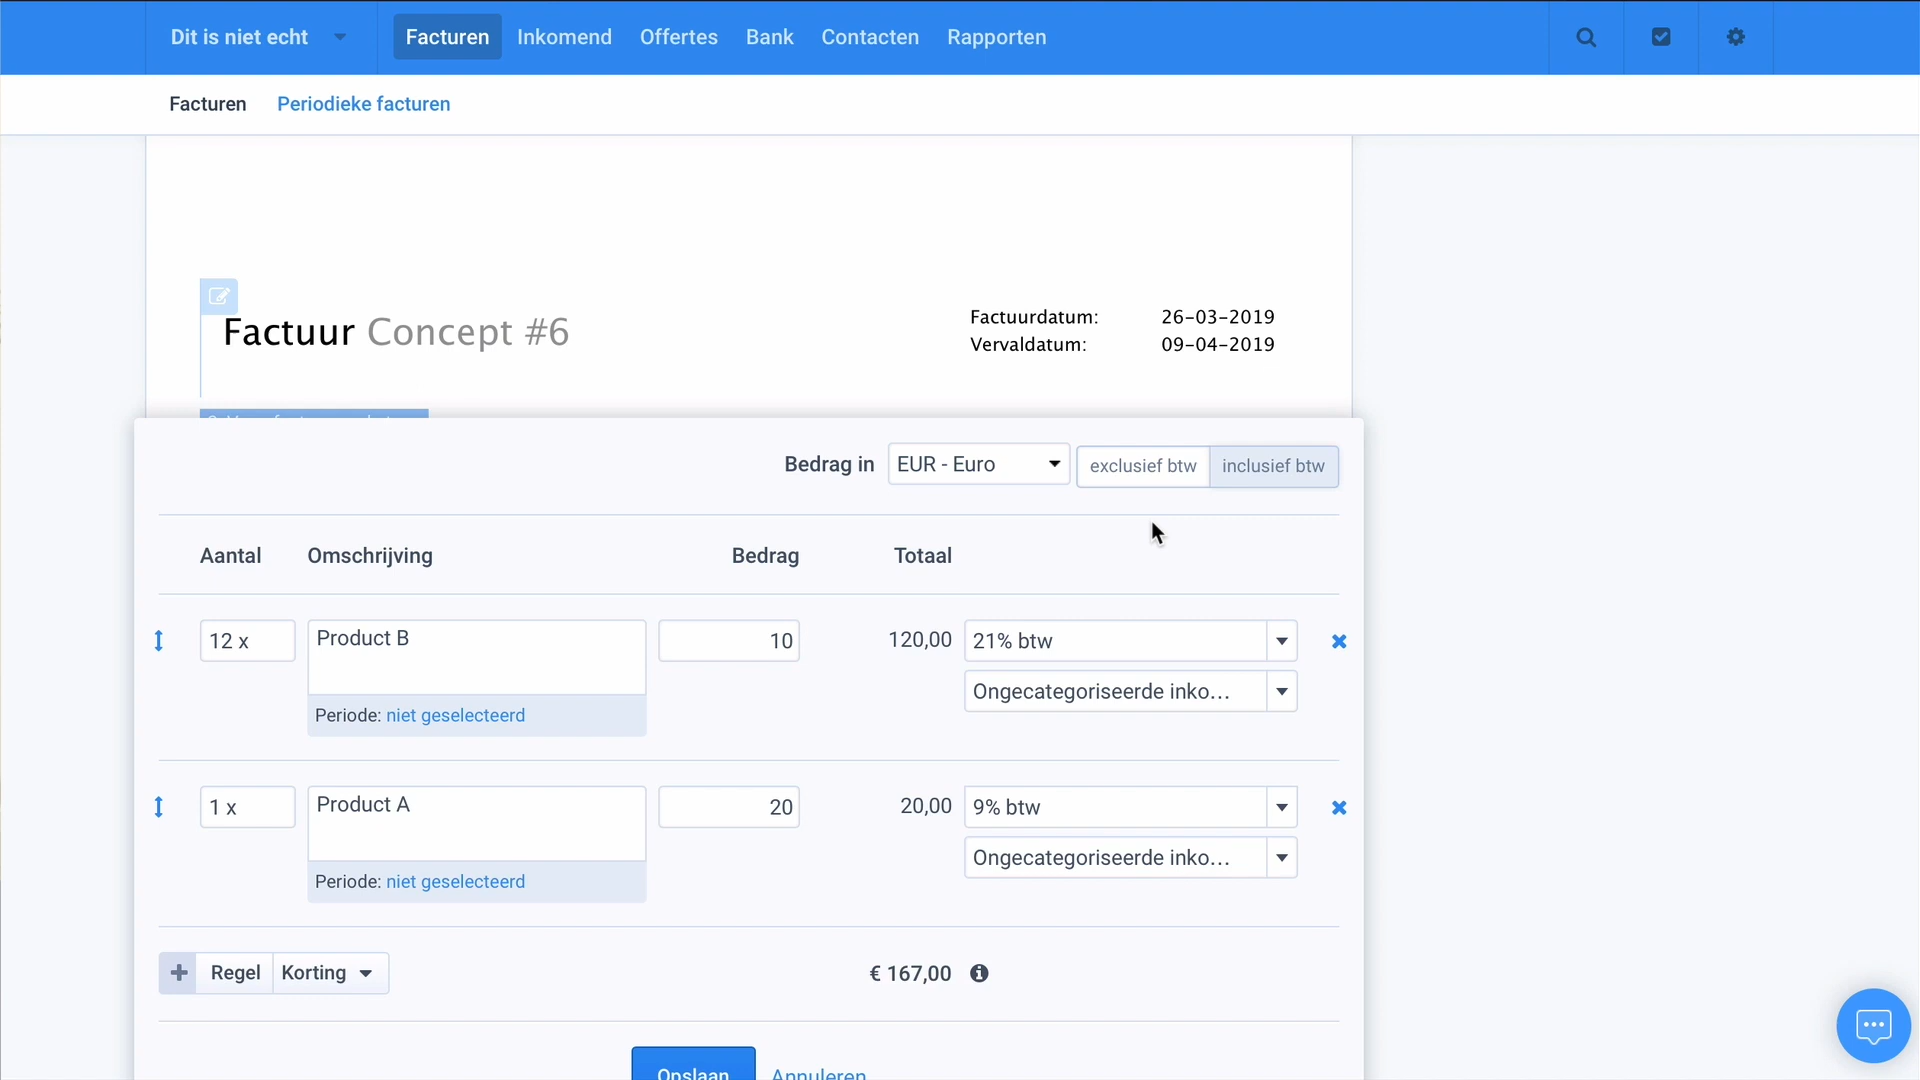 Dit is niet echt Facturen Inkomend Offertes Bank Contacten Rapporten
Facturen Periodieke facturen
Factuur Concept #6
Factuurdatum: 26-03-2019
Vervaldatum: 09-04-2019
Bedrag in EUR - Euro exclusief btw inclusief btw
Aantal Omschrijving Bedrag Totaal
12 x Product B 10 120,00 21% btw
Ongecategoriseerde inko...
Periode: niet geselecteerd
1 x Product A 20 20,00 9% btw
Ongecategoriseerde inko...
Periode: niet geselecteerd
+ Regel Korting € 167,00
Opslaan Annuleren